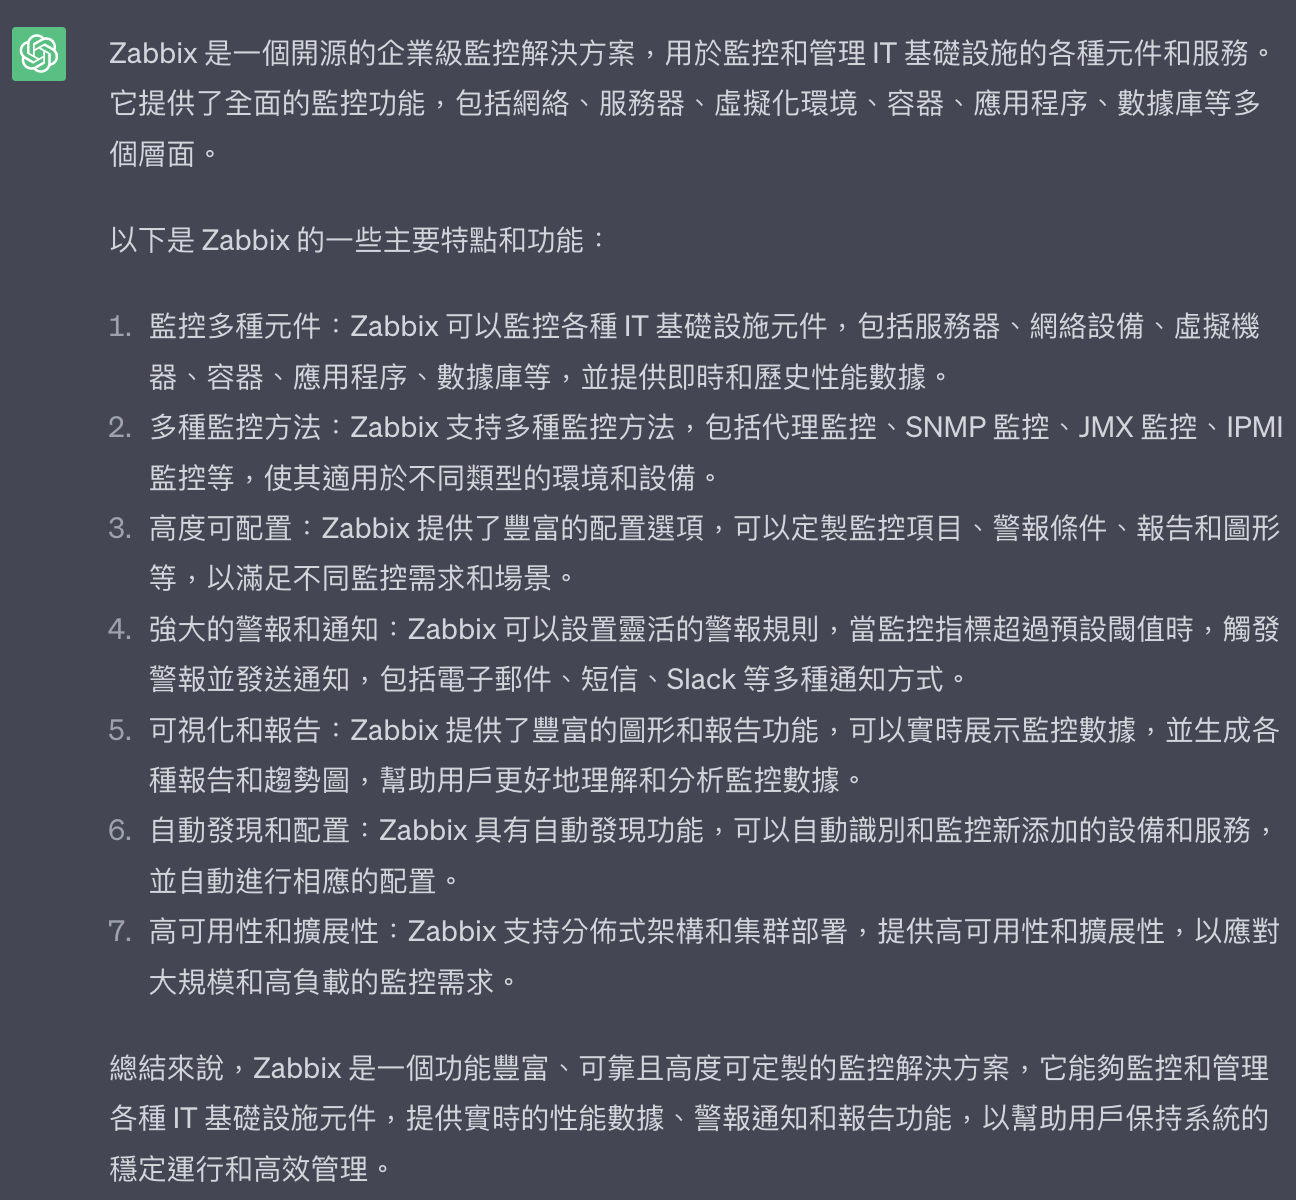 Zabbix 是一個開源的企業級監控解決方案，用於監控和管理 IT 基礎設施的各種元件和服務。
它提供了全面的監控功能，包括網絡、服務器、虛擬化環境、容器、應用程序、數據庫等多
個層面。
以下是 Zabbix 的一些主要特點和功能：
1. 監控多種元件：Zabbix 可以監控各種 IT 基礎設施元件，包括服務器、網絡設備、虛擬機
器、容器、應用程序、數據庫等，並提供即時和歷史性能數據。
2. 多種監控方法：Zabbix 支持多種監控方法，包括代理監控、SNMP 監控、JMX 監控、IPMI
監控等，使其適用於不同類型的環境和設備。
3. 高度可配置：Zabbix 提供了豐富的配置選項，可以定製監控項目、警報條件、報告和圖形
等，以滿足不同監控需求和場景。
4. 強大的警報和通知：Zabbix 可以設置靈活的警報規則，當監控指標超過預設閾值時，觸發
警報並發送通知，包括電子郵件、短信、Slack 等多種通知方式。
5. 可視化和報告：Zabbix 提供了豐富的圖形和報告功能，可以實時展示監控數據，並生成各
種報告和趨勢圖，幫助用戶更好地理解和分析監控數據。
6. 自動發現和配置：Zabbix 具有自動發現功能，可以自動識別和監控新添加的設備和服務，
並自動進行相應的配置。
7. 高可用性和擴展性：Zabbix 支持分佈式架構和集群部署，提供高可用性和擴展性，以應對
大規模和高負載的監控需求。
總結來說，Zabbix 是一個功能豐富、可靠且高度可定製的監控解決方案，它能夠監控和管理
各種 IT 基礎設施元件，提供實時的性能數據、警報通知和報告功能，以幫助用戶保持系統的
穩定運行和高效管理。